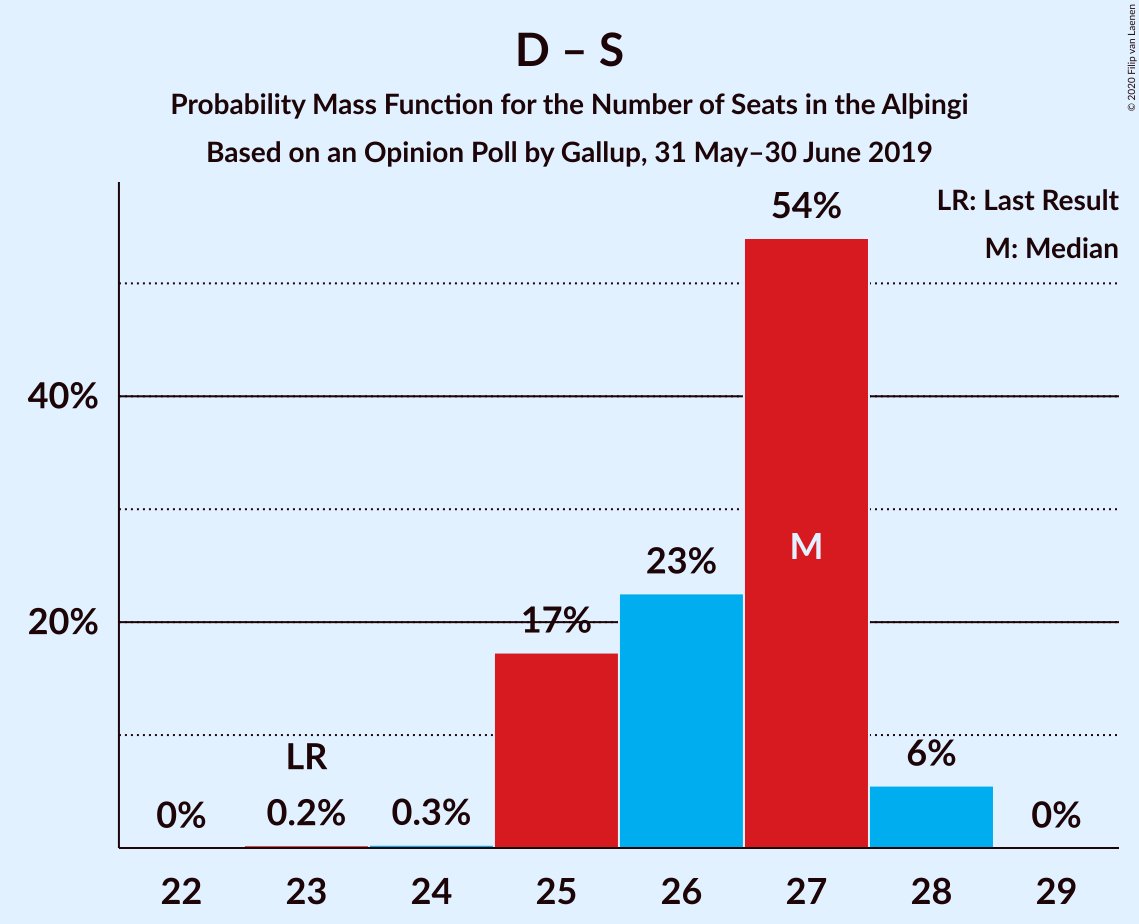 D – S
Probability Mass Function for the Number of Seats in the Alþingi
Based on an Opinion Poll by Gallup, 31 May–30 June 2019
© 2020 Filip van Laenen
LR: Last Result
M: Median
54%
40%
M
23%
20%
17%
LR
6%
0%
0.2%
0.3%
0%
22 23 24 25 26 27 28 29